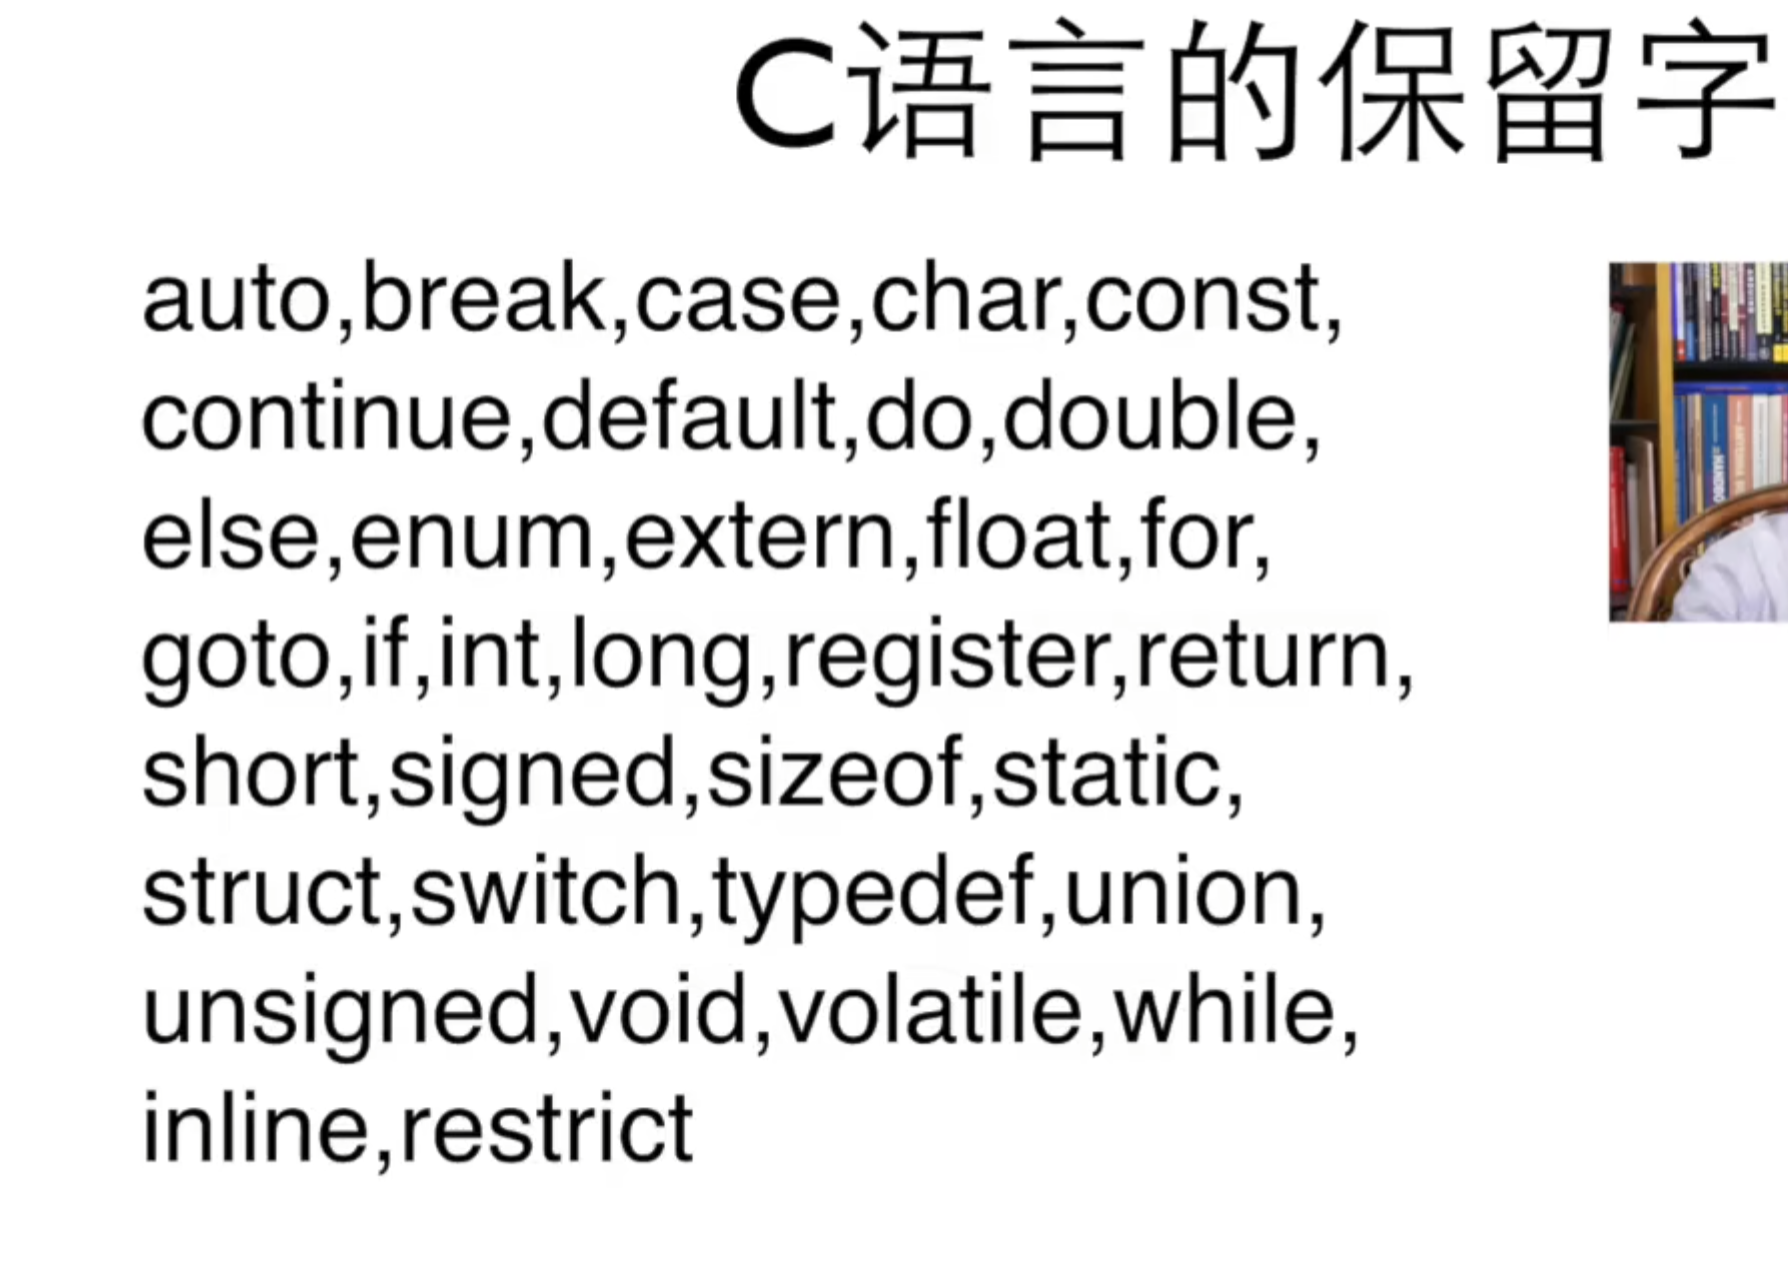 C语言的保留字
auto,break,case,char,const,
continue,default,do,double,
else,enum,extern,float,for,
goto,if,int,long,register,return,
short,signed,sizeof,static,
struct,switch,typedef,union,
unsigned,void,volatile,while,
inline,restrict